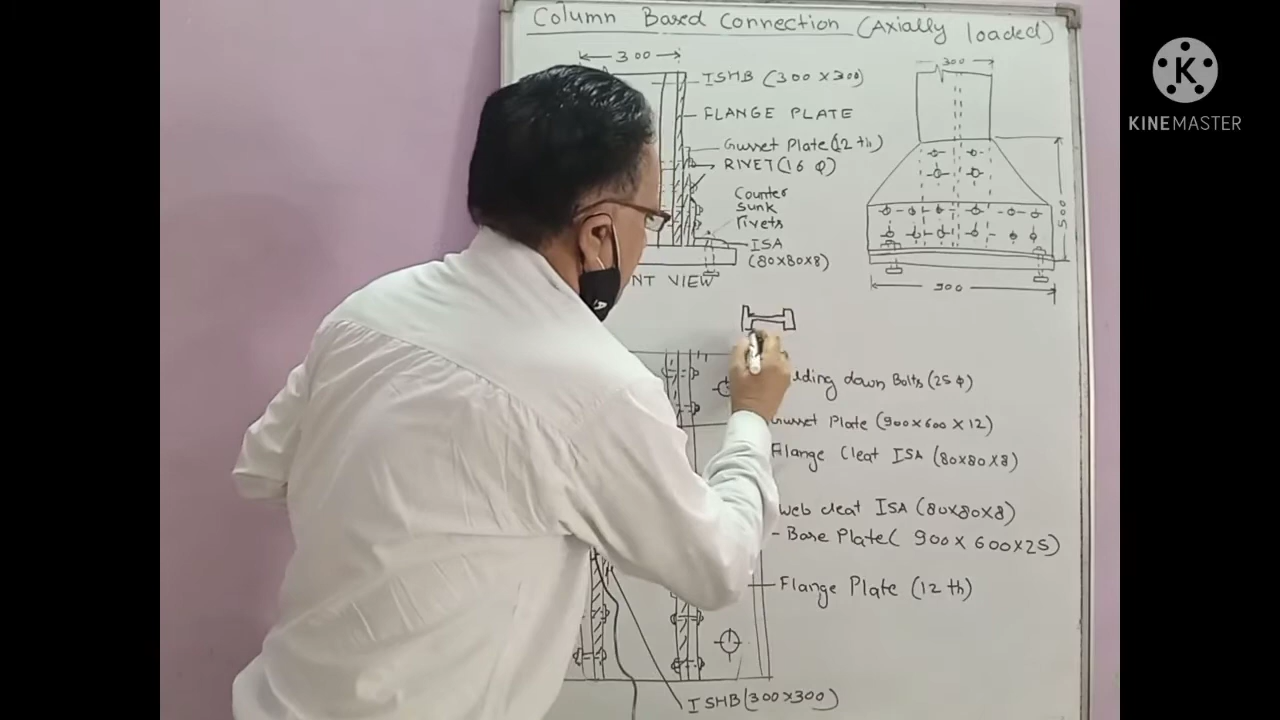 Column Based Connection (Axially loaded)
300
ISHB (300 x 300)
FLANGE PLATE
Gusset Plate (12 th)
RIVET (16 φ)
Counter
Sunk
rivets
ISA
(80x80x8)
NT VIEW
300
500
900
K
KINEMASTER
lding down Bolts (25 φ)
Gusset Plate (900 x 600 x 12)
Flange Cleat ISA (80x80x8)
web cleat ISA (80x80x8)
- Base Plate ( 900 x 600 x 25)
Flange Plate (12 th)
ISHB (300x300)